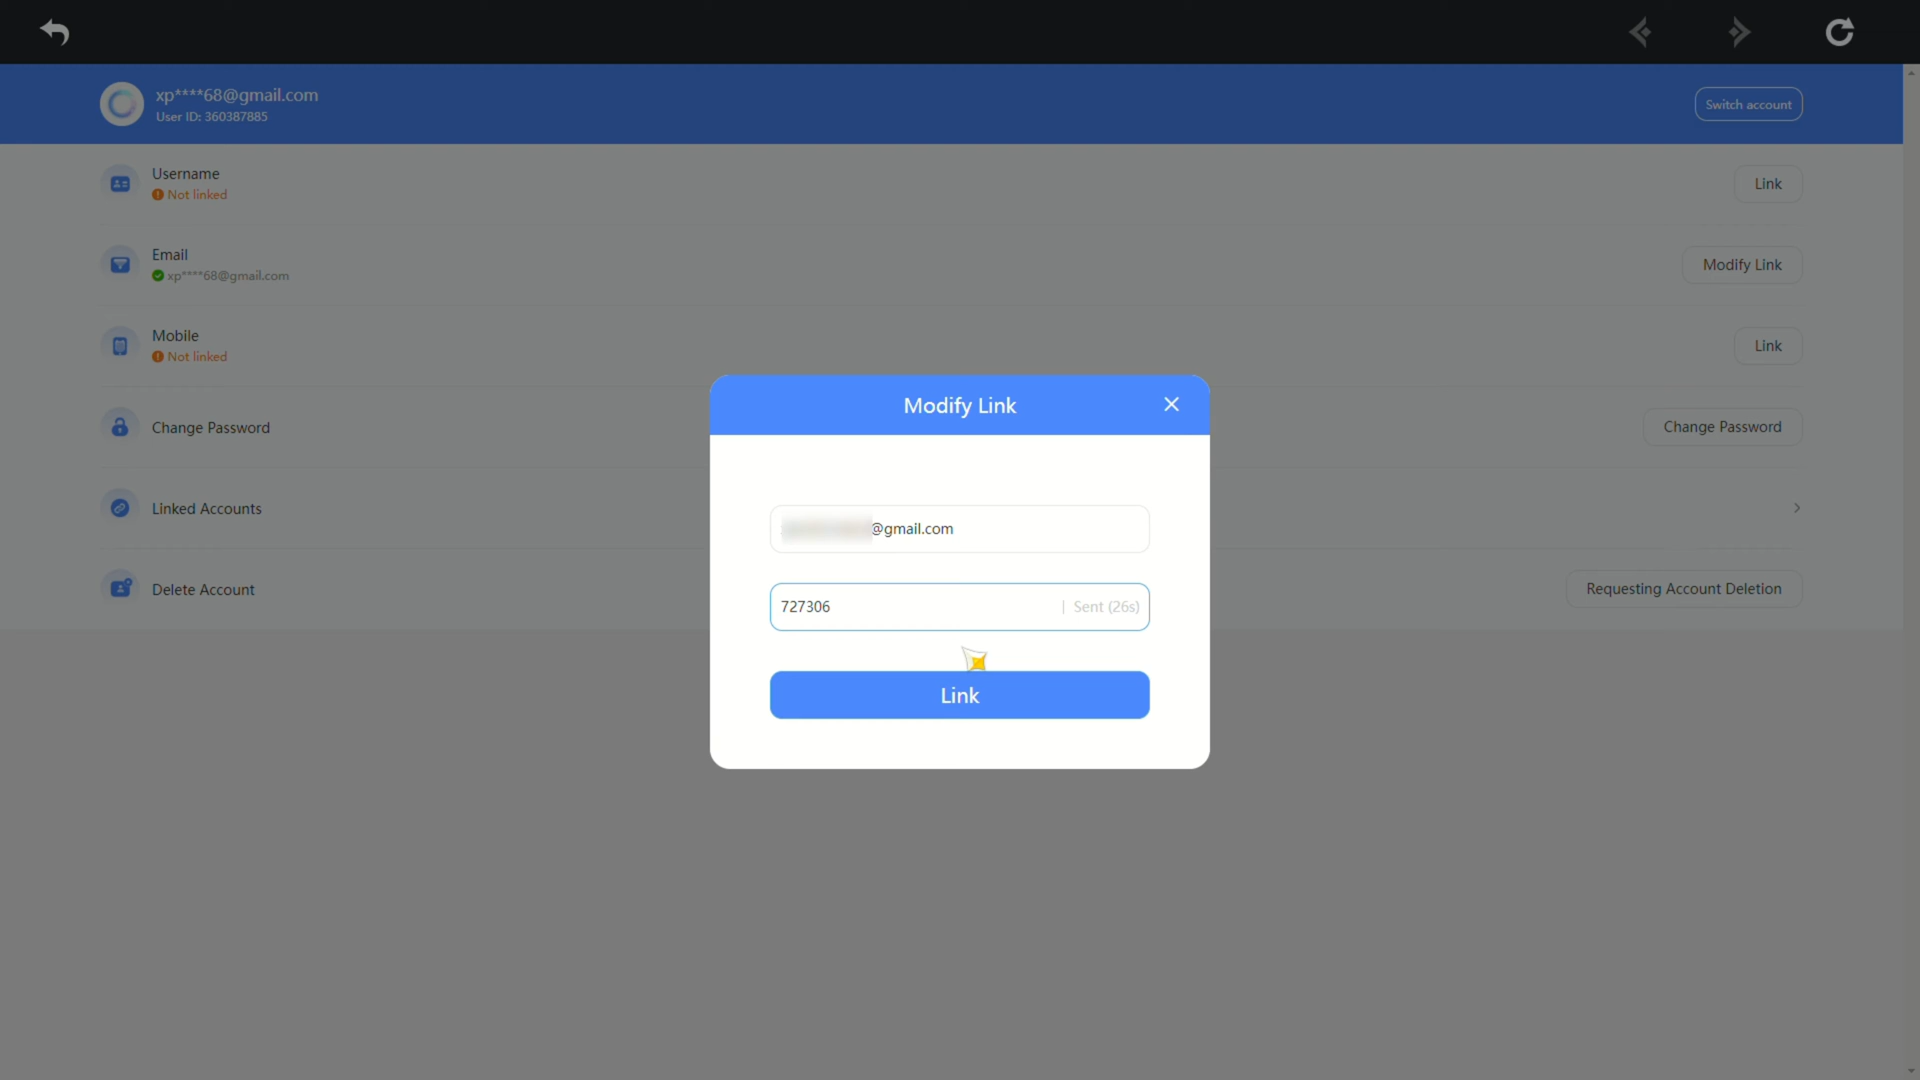 xp****68@gmail.com
User ID: 360387885
Switch account
Username
Not linked
Link
Email
xp****68@gmail.com
Modify Link
Mobile
Not linked
Link
Change Password
Change Password
Linked Accounts
Delete Account
Requesting Account Deletion
Modify Link
@gmail.com
727306 | Sent (26s)
Link